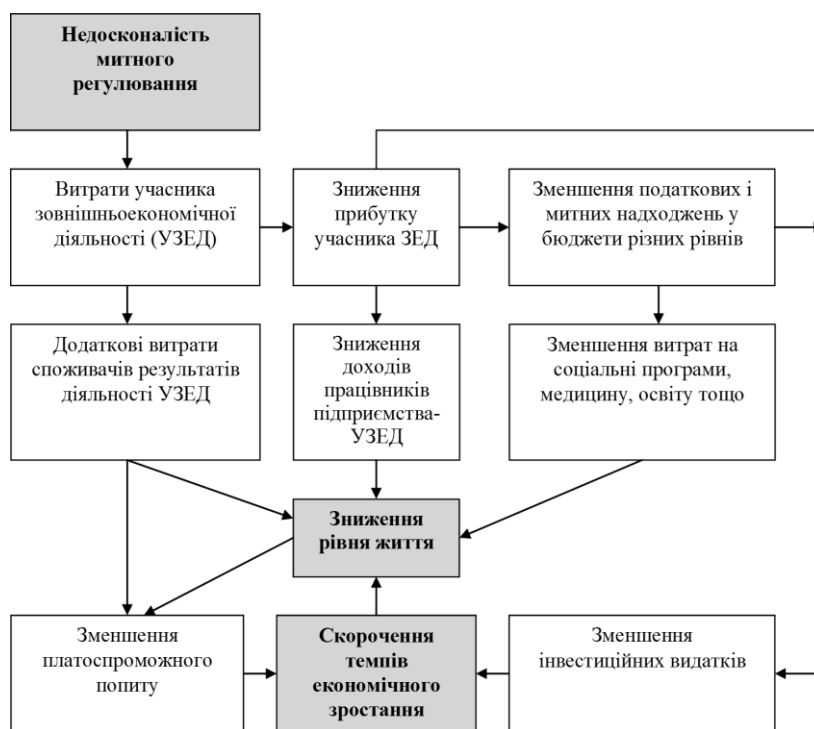 Недосконалість
митного
регулювання
Витрати учасника
зовнішньоекономічної
діяльності (УЗЕД)
Зниження
прибутку
учасника ЗЕД
Зменшення податкових і
митних надходжень у
бюджети різних рівнів
Додаткові витрати
споживачів результатів
діяльності УЗЕД
Зниження
доходів
працівників
підприємства-
УЗЕД
Зменшення витрат на
соціальні програми,
медицину, освіту тощо
Зниження
рівня життя
Зменшення
платоспроможного
попиту
Скорочення
темпів
економічного
зростання
Зменшення
інвестиційних видатків